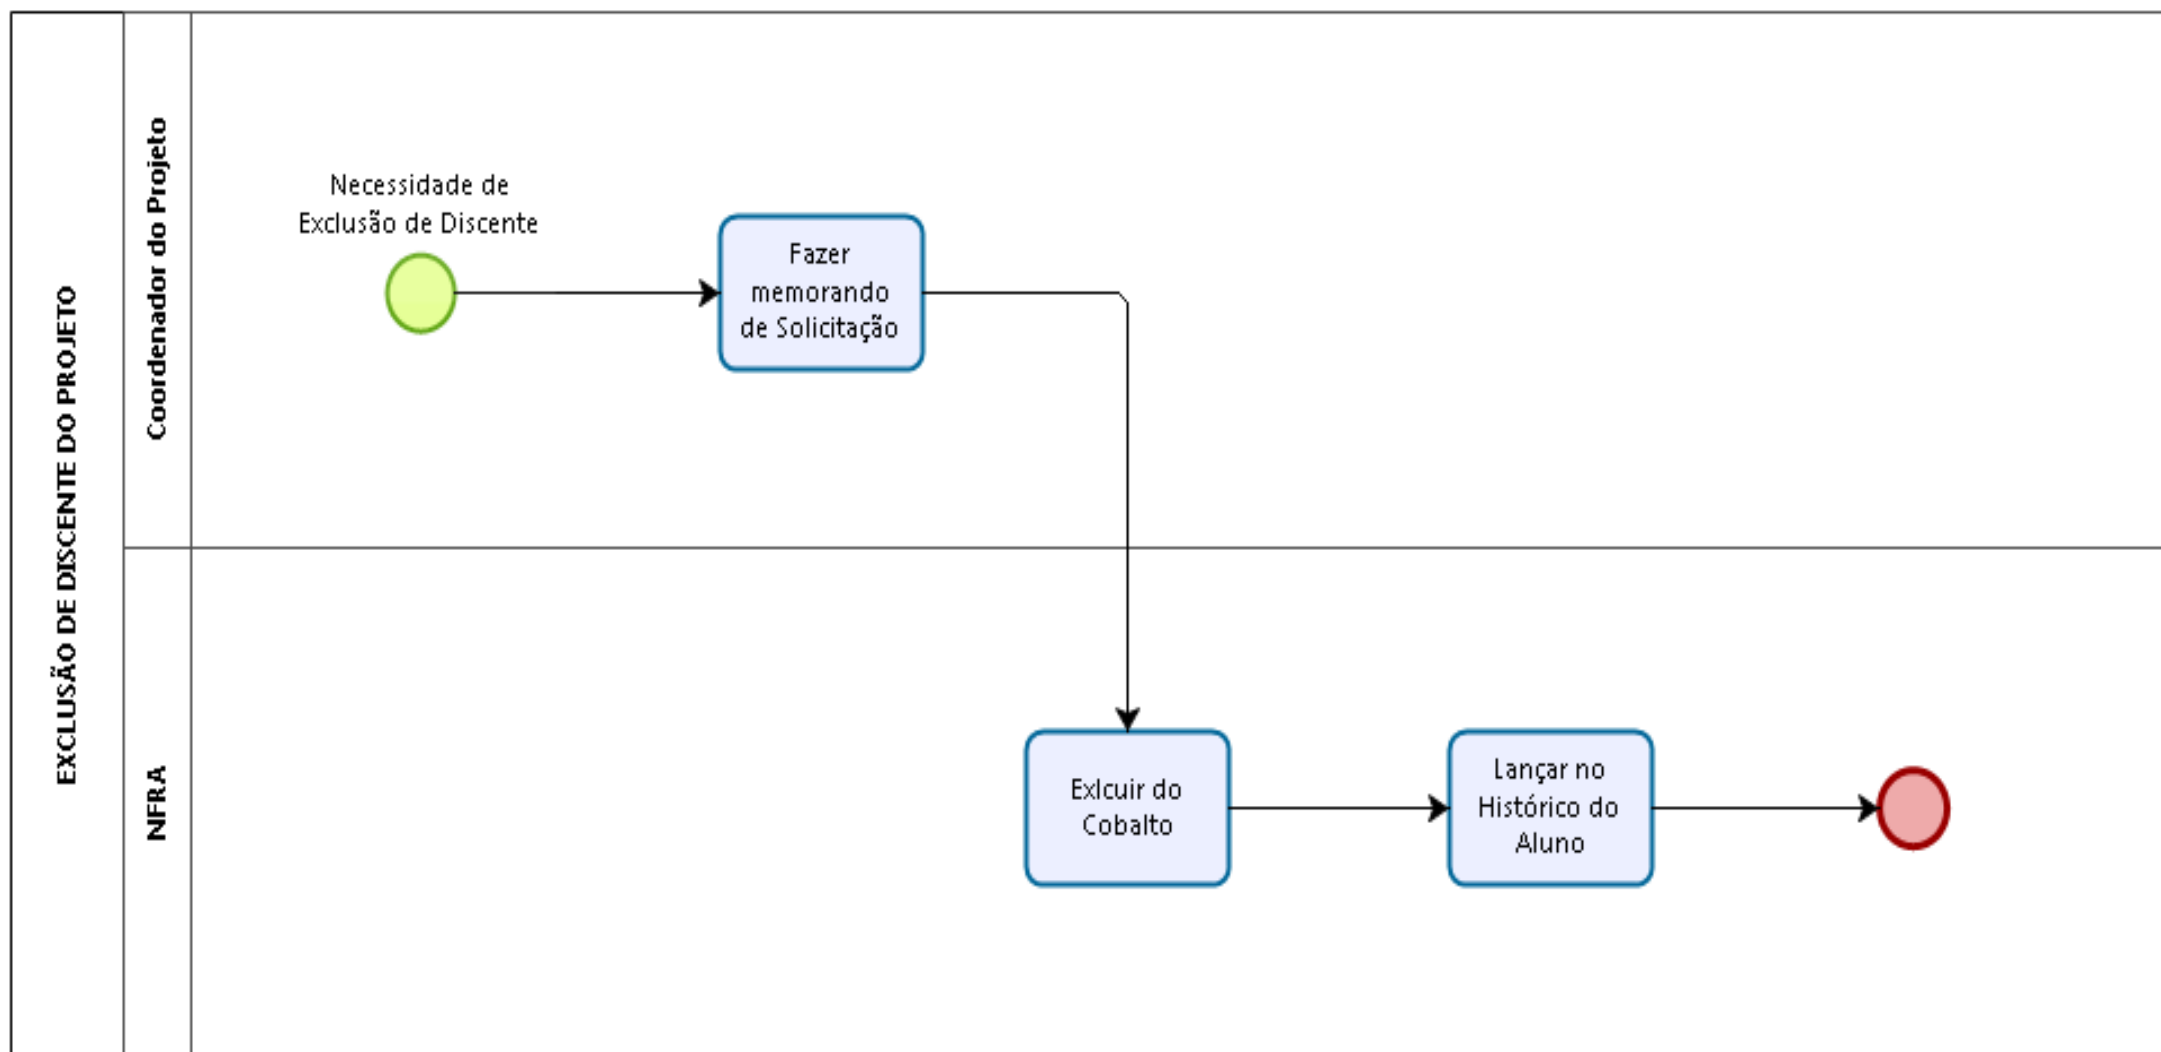 EXCLUSÃO DE DISCENTE DO PROJETO
Coordenador do Projeto
Necessidade de
Exclusão de Discente
Fazer
memorando
de Solicitação
NFRA
Exlcuir do
Cobalto
Lançar no
Histórico do
Aluno